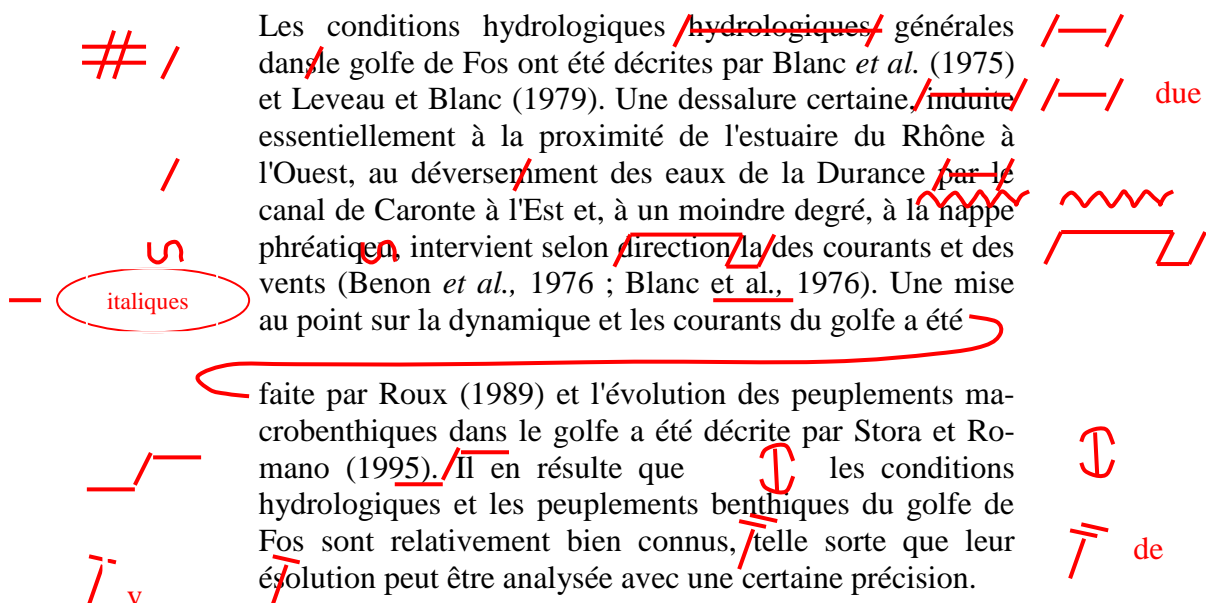 Les conditions hydrologiques hydrologiques générales
dansle golfe de Fos ont été décrites par Blanc et al. (1975)
et Leveau et Blanc (1979). Une dessalure certaine, induite due
essentiellement à la proximité de l'estuaire du Rhône à
l'Ouest, au déversemment des eaux de la Durance par le
canal de Caronte à l'Est et, à un moindre degré, à la nappe
phréatiqeu, intervient selon direction la des courants et des
italiques vents (Benon et al., 1976 ; Blanc et al., 1976). Une mise
au point sur la dynamique et les courants du golfe a été
faite par Roux (1989) et l'évolution des peuplements ma-
crobenthiques dans le golfe a été décrite par Stora et Ro-
mano (1995). Il en résulte que les conditions
hydrologiques et les peuplements benthiques du golfe de
Fos sont relativement bien connus, telle sorte que leur de
v ésolution peut être analysée avec une certaine précision.